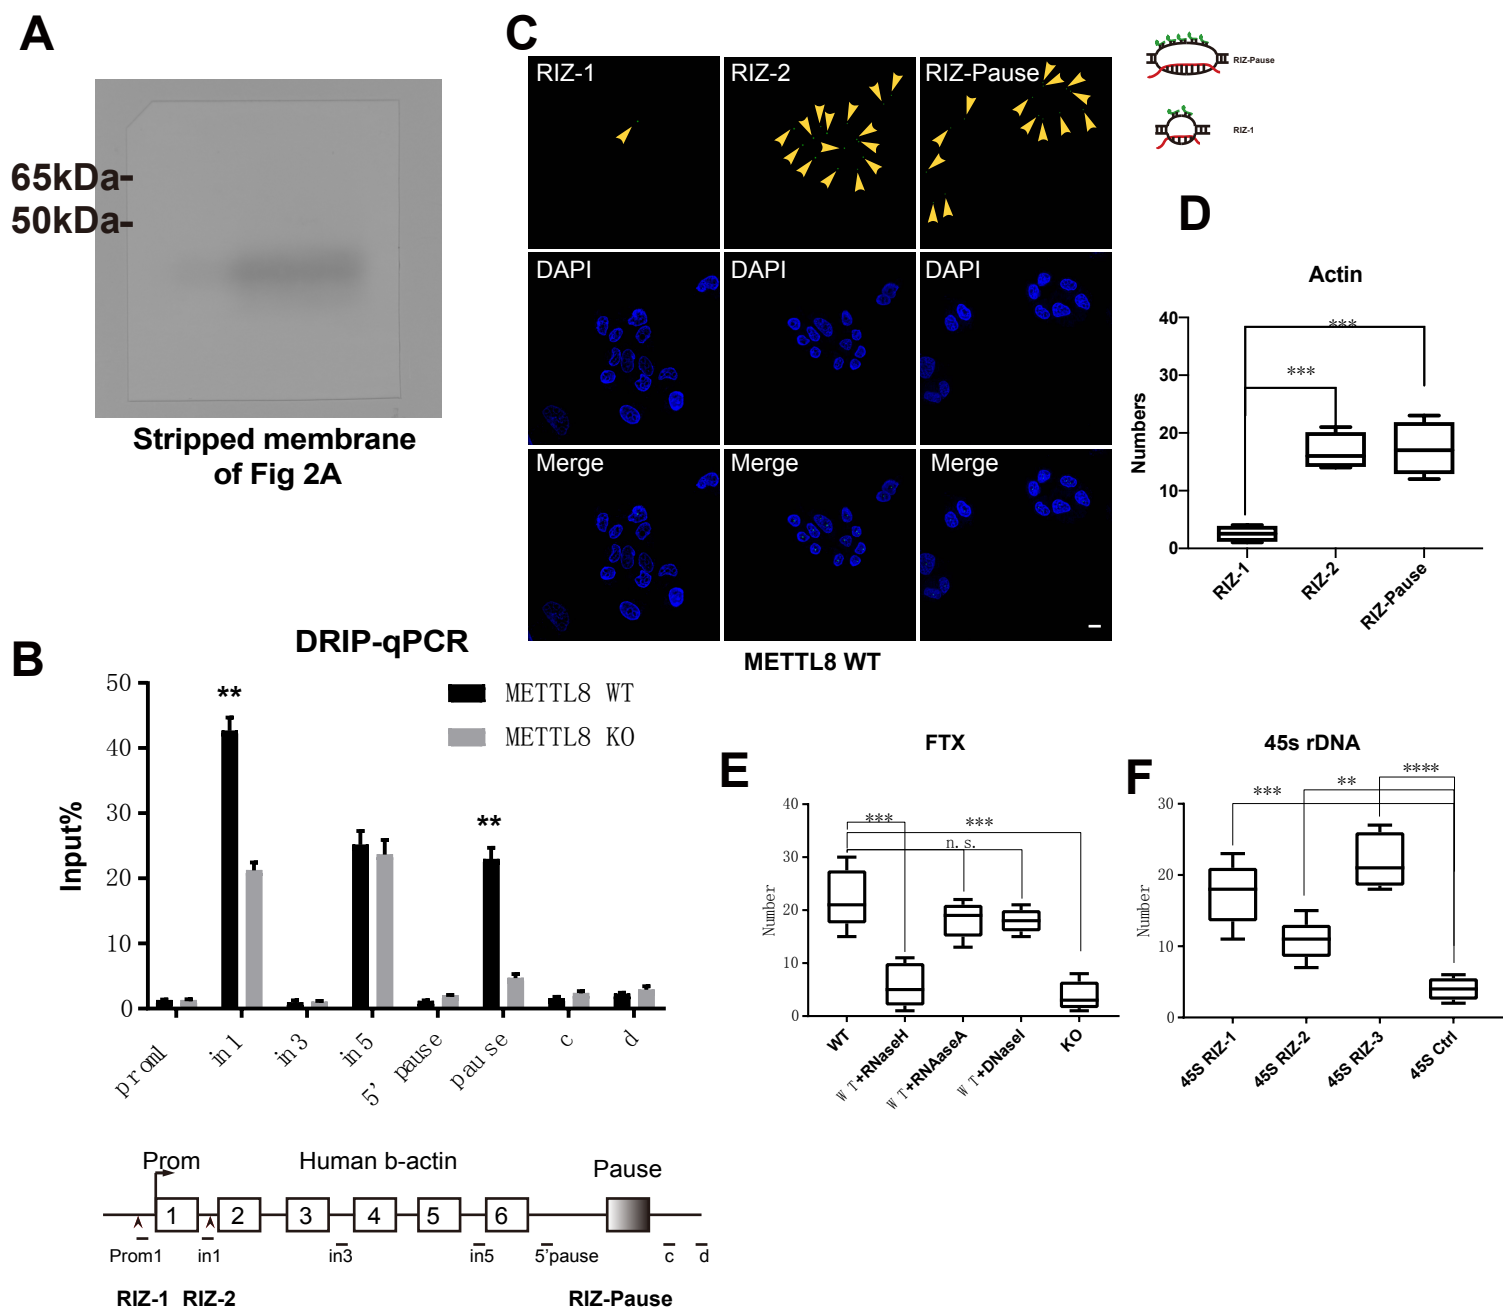 A
65kDa-
50kDa-
Stripped membrane
of Fig 2A
C
RIZ-1
RIZ-2
RIZ-Pause
DAPI
DAPI
DAPI
Merge
Merge
Merge
METTL8 WT
RIZ-Pause
RIZ-1
D
Actin
Numbers
40
30
20
10
0
***
***
RIZ-1
RIZ-2
RIZ-Pause
B
DRIP-qPCR
METTL8 WT
METTL8 KO
Input%
50
40
30
20
10
0
**
**
prom1
in1
in3
in5
5' pause
pause
c
d
Prom
Human b-actin
Pause
1
2
3
4
5
6
Prom1
in1
in3
in5
5'pause
c
d
RIZ-1
RIZ-2
RIZ-Pause
E
FTX
Number
40
30
20
10
0
***
***
n.s.
WT
WT+RNaseH
WT+RNAaseA
WT+DNaseI
KO
F
45s rDNA
Number
30
20
10
0
***
**
****
45S RIZ-1
45S RIZ-2
45S RIZ-3
45S Ctrl